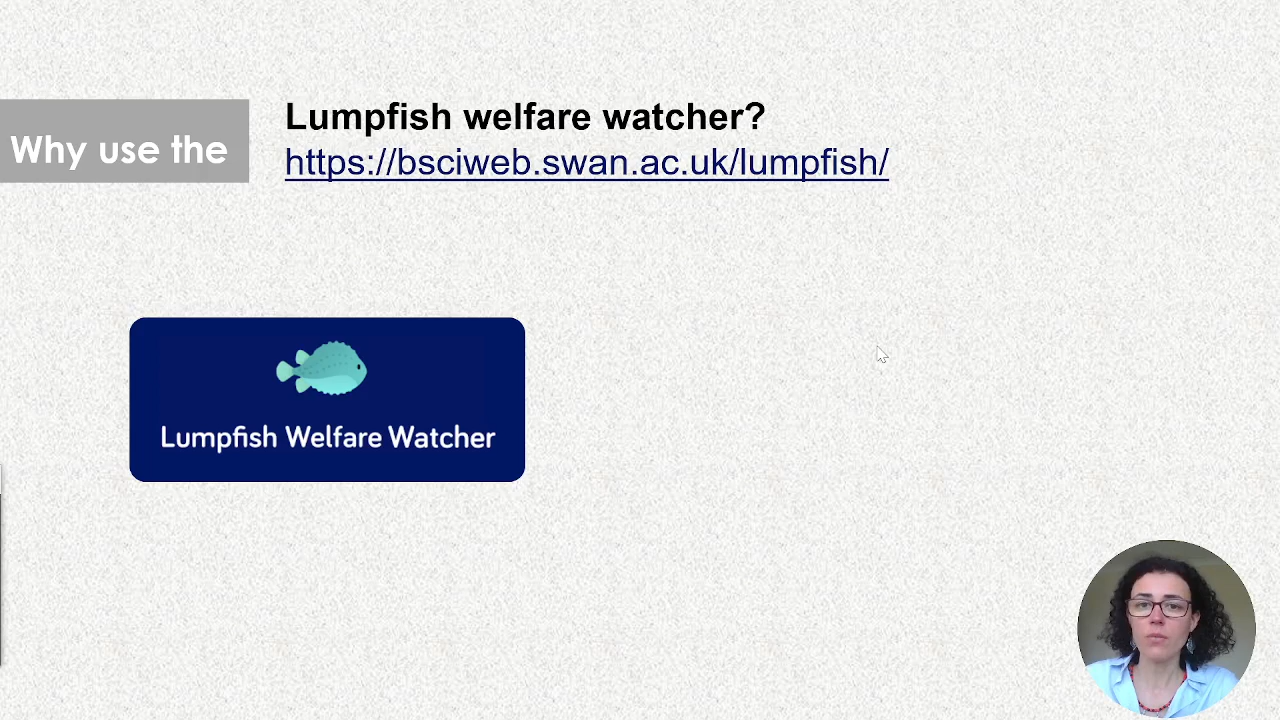 Why use the
Lumpfish welfare watcher?
https://bsciweb.swan.ac.uk/lumpfish/
Lumpfish Welfare Watcher